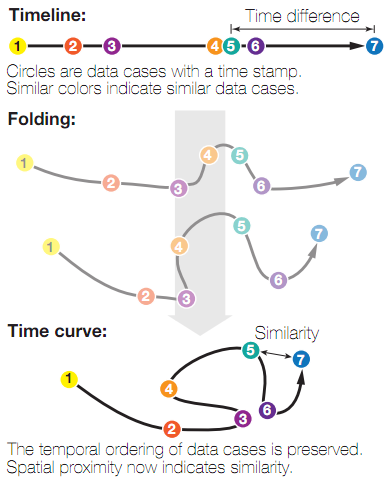 Timeline:
Time difference
1 2 3 4 5 6 7
Circles are data cases with a time stamp.
Similar colors indicate similar data cases.
Folding:
1 2 3 4 5 6 7
1 2 3 4 5 6 7
Time curve:
Similarity
1 2 3 4 5 6 7
The temporal ordering of data cases is preserved.
Spatial proximity now indicates similarity.